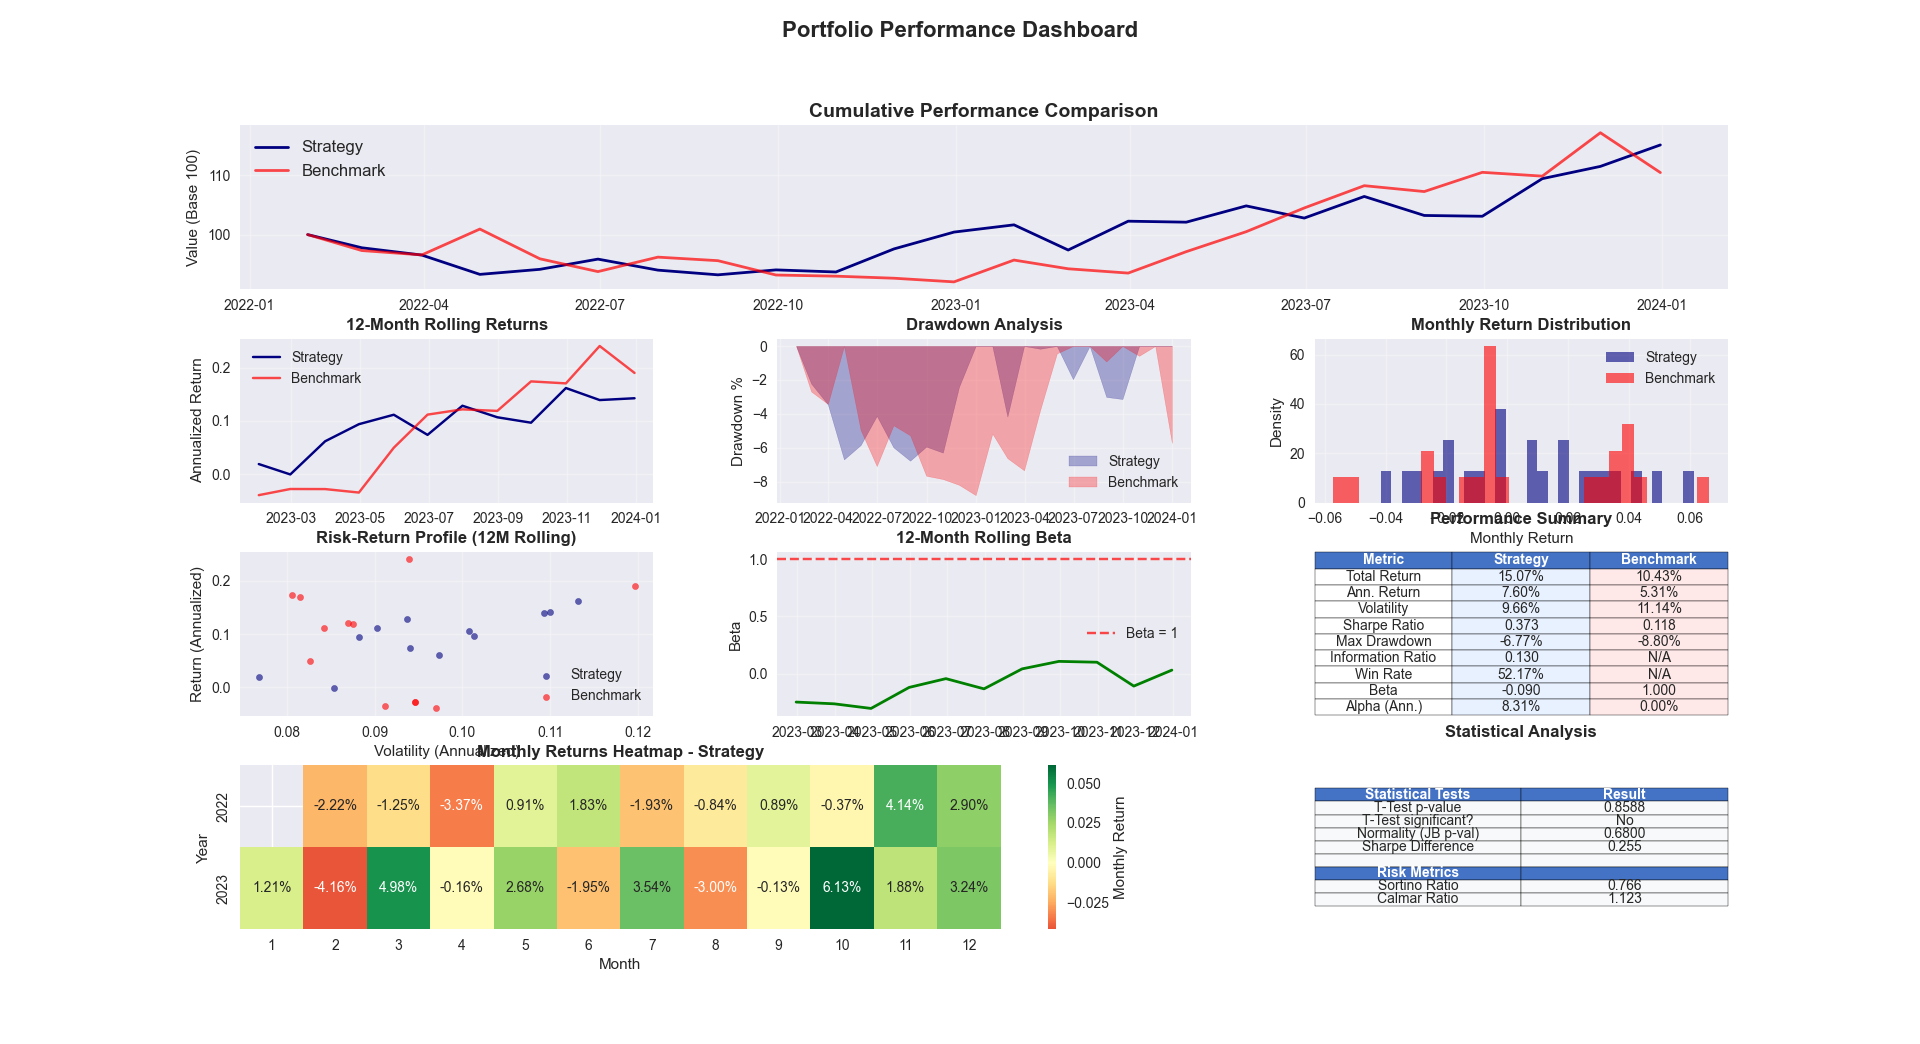 Portfolio Performance Dashboard
Cumulative Performance Comparison
Value (Base 100)
110
100
Strategy
Benchmark
2022-01 2022-04 2022-07 2022-10 2023-01 2023-04 2023-07 2023-10 2024-01
12-Month Rolling Returns
Annualized Return
0.2
0.1
0.0
Strategy
Benchmark
2023-03 2023-05 2023-07 2023-09 2023-11 2024-01
Drawdown Analysis
Drawdown %
0
−2
−4
−6
−8
Strategy
Benchmark
2022-01 2022-04 2022-07 2022-10 2023-01 2023-04 2023-07 2023-10 2024-01
Monthly Return Distribution
Density
60
40
20
0
Strategy
Benchmark
−0.06 −0.04 −0.02 0.00 0.02 0.04 0.06
Monthly Return
Risk-Return Profile (12M Rolling)
Return (Annualized)
0.2
0.1
0.0
Strategy
Benchmark
0.08 0.09 0.10 0.11 0.12
Volatility (Annualized)
12-Month Rolling Beta
Beta
1.0
0.5
0.0
Beta = 1
2023-03 2023-04 2023-05 2023-06 2023-07 2023-08 2023-09 2023-10 2023-11 2023-12 2024-01
Performance Summary
Metric Strategy Benchmark
Total Return 15.07% 10.43%
Ann. Return 7.60% 5.31%
Volatility 9.66% 11.14%
Sharpe Ratio 0.373 0.118
Max Drawdown -6.77% -8.80%
Information Ratio 0.130 N/A
Win Rate 52.17% N/A
Beta -0.090 1.000
Alpha (Ann.) 8.31% 0.00%
Monthly Returns Heatmap - Strategy
Year
2022
-2.22% -1.25% -3.37% 0.91% 1.83% -1.93% -0.84% 0.89% -0.37% 4.14% 2.90%
2023
1.21% -4.16% 4.98% -0.16% 2.68% -1.95% 3.54% -3.00% -0.13% 6.13% 1.88% 3.24%
1 2 3 4 5 6 7 8 9 10 11 12
Month
0.050
0.025
0.000
−0.025
Monthly Return
Statistical Analysis
Statistical Tests Result
T-Test p-value 0.8588
T-Test significant? No
Normality (JB p-val) 0.6800
Sharpe Difference 0.255
Risk Metrics
Sortino Ratio 0.766
Calmar Ratio 1.123